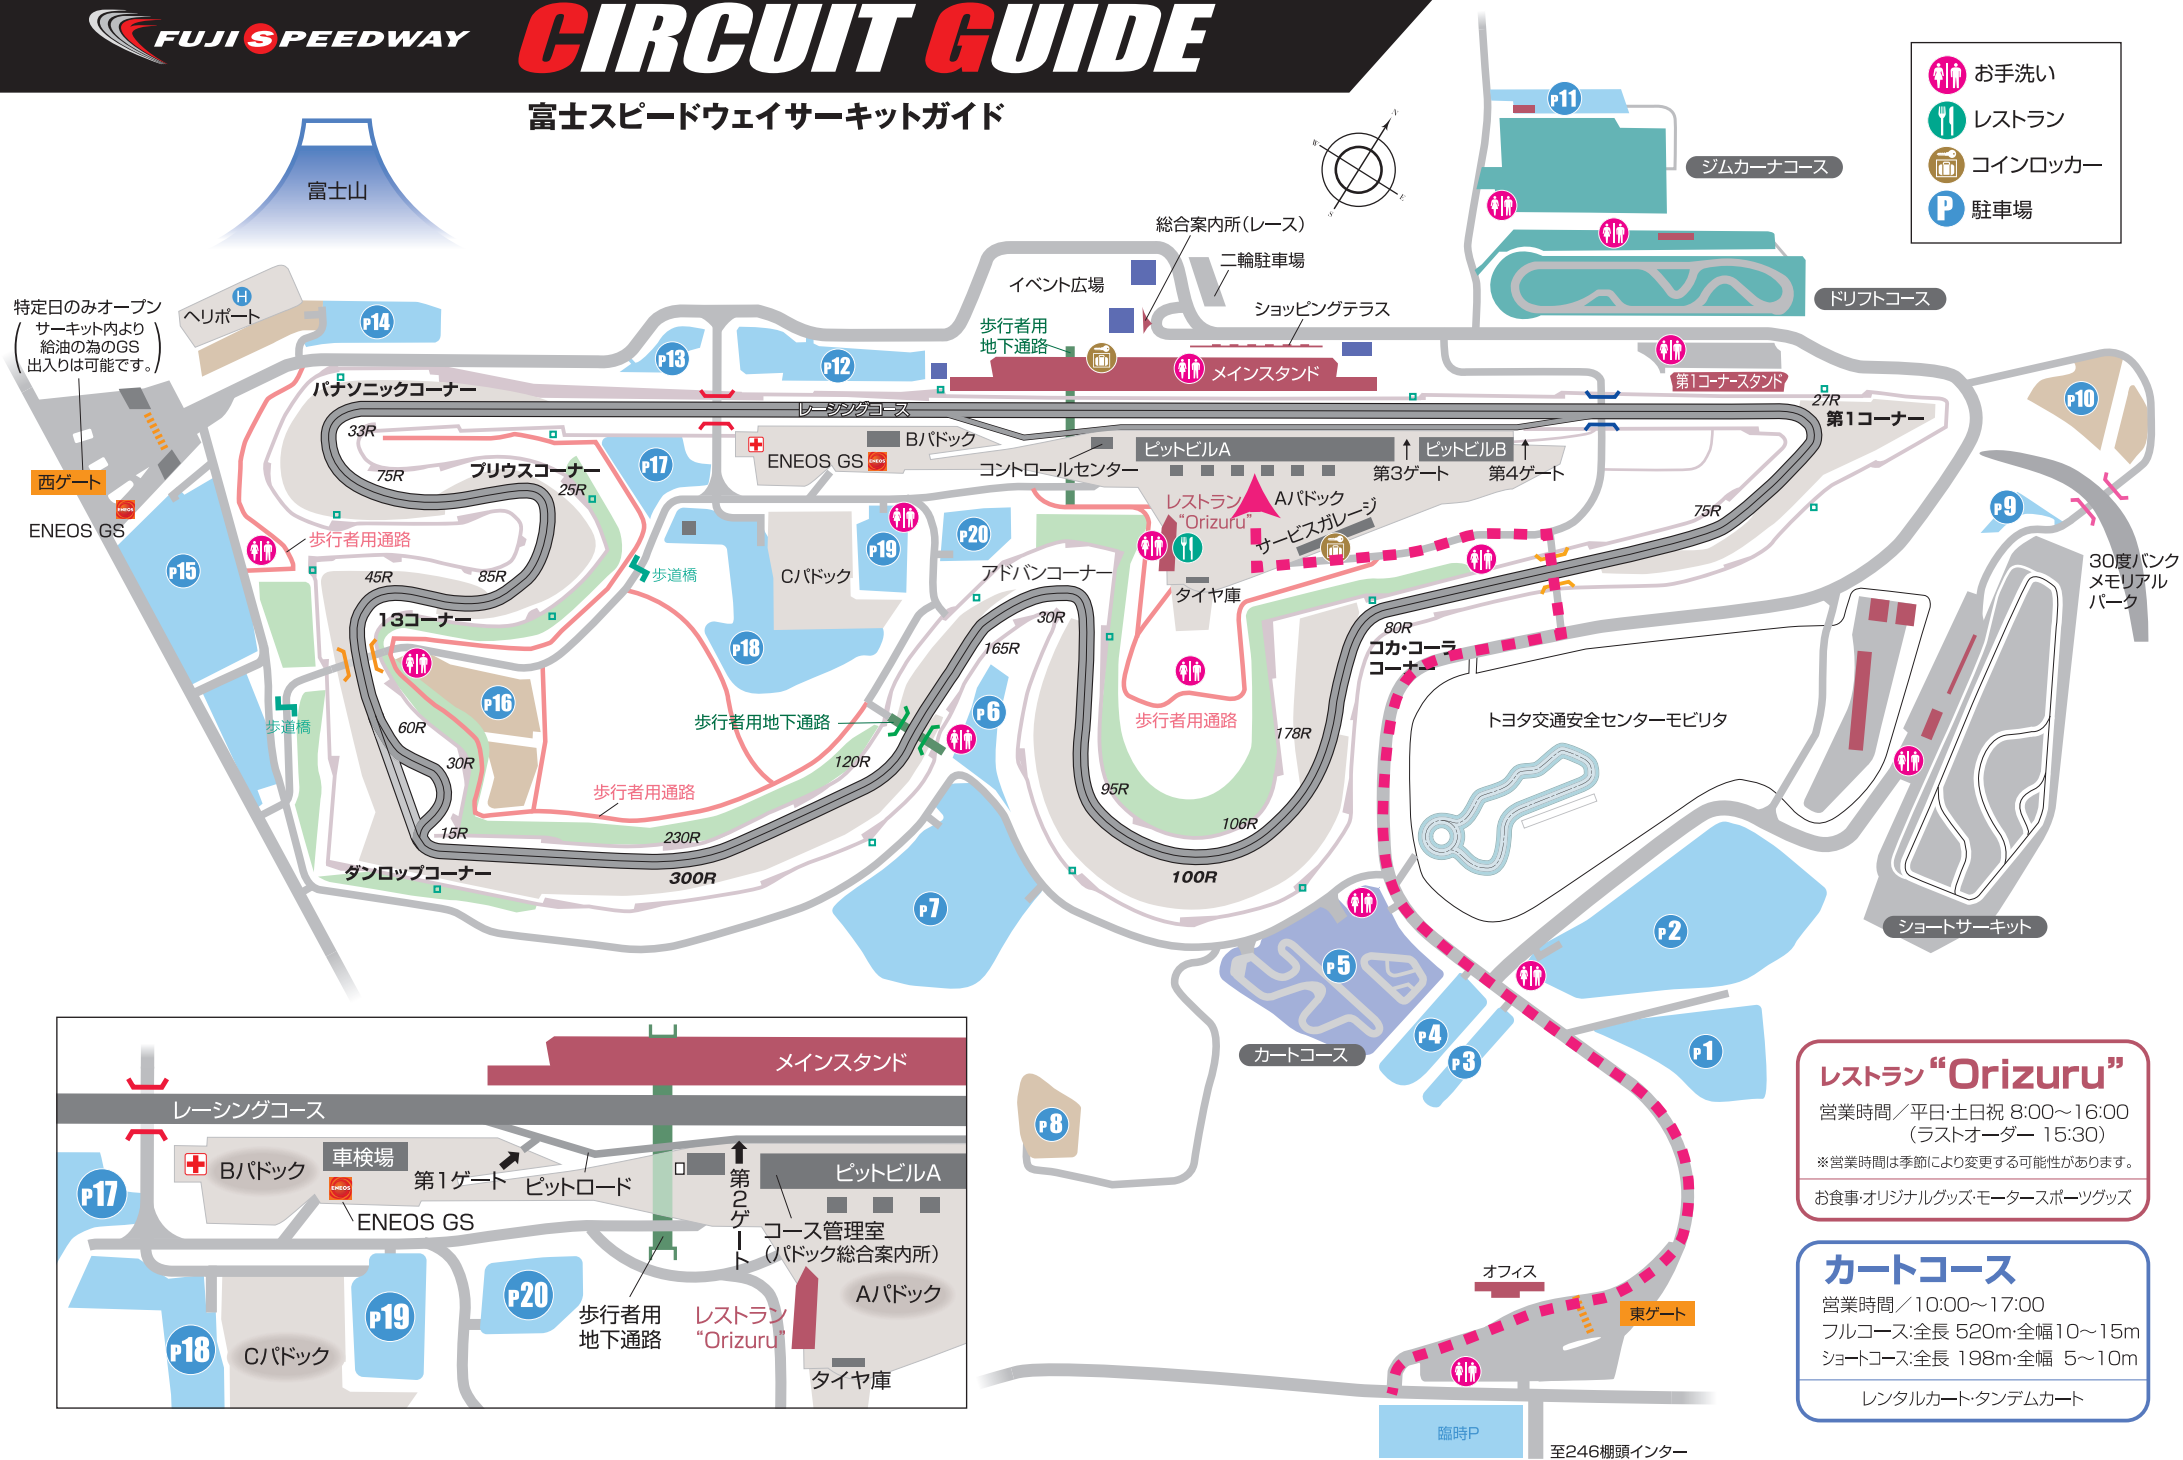 FUJI SPEEDWAY
CIRCUIT GUIDE
富士スピードウェイサーキットガイド
富士山
N
W
E
S
お手洗い
レストラン
コインロッカー
P 駐車場
P11
ジムカーナコース
ドリフトコース
総合案内所(レース)
二輪駐車場
イベント広場
ショッピングテラス
歩行者用
地下通路
メインスタンド
第1コーナースタンド
特定日のみオープン
(サーキット内より
給油の為のGS
出入りは可能です。)
H
ヘリポート
P14
P13
P12
P10
パナソニックコーナー
レーシングコース
27R
第1コーナー
33R
75R
プリウスコーナー
25R
P17
Bパドック
ENEOS GS
ENEOS
コントロールセンター
ピットビルA
第3ゲート
ピットビルB
第4ゲート
75R
西ゲート
ENEOS
ENEOS GS
P15
歩行者用通路
45R
85R
歩道橋
13コーナー
Cパドック
P19
P20
P18
アドバンコーナー
レストラン
“Orizuru”
Aパドック
サービスガレージ
タイヤ庫
P9
30度バンク
メモリアル
パーク
30R
165R
80R
コカ・コーラ
コーナー
歩道橋
P16
60R
30R
15R
歩行者用地下通路
P6
120R
歩行者用通路
230R
300R
ダンロップコーナー
歩行者用通路
178R
95R
106R
100R
トヨタ交通安全センターモビリタ
P7
P5
P2
ショートサーキット
カートコース
P4
P3
P1
P8
メインスタンド
レーシングコース
Bパドック
車検場
第1ゲート
ピットロード
第2ゲート
ピットビルA
P17
ENEOS
ENEOS GS
コース管理室
(パドック総合案内所)
Aパドック
P18
P19
P20
Cパドック
歩行者用
地下通路
レストラン
“Orizuru”
タイヤ庫
オフィス
東ゲート
臨時P
至246棚頭インター
レストラン “Orizuru”
営業時間／平日・土日祝 8:00〜16:00
(ラストオーダー 15:30)
※営業時間は季節により変更する可能性があります。
お食事・オリジナルグッズ・モータースポーツグッズ
カートコース
営業時間／10:00〜17:00
フルコース:全長 520m・全幅10〜15m
ショートコース:全長 198m・全幅 5〜10m
レンタルカート・タンデムカート